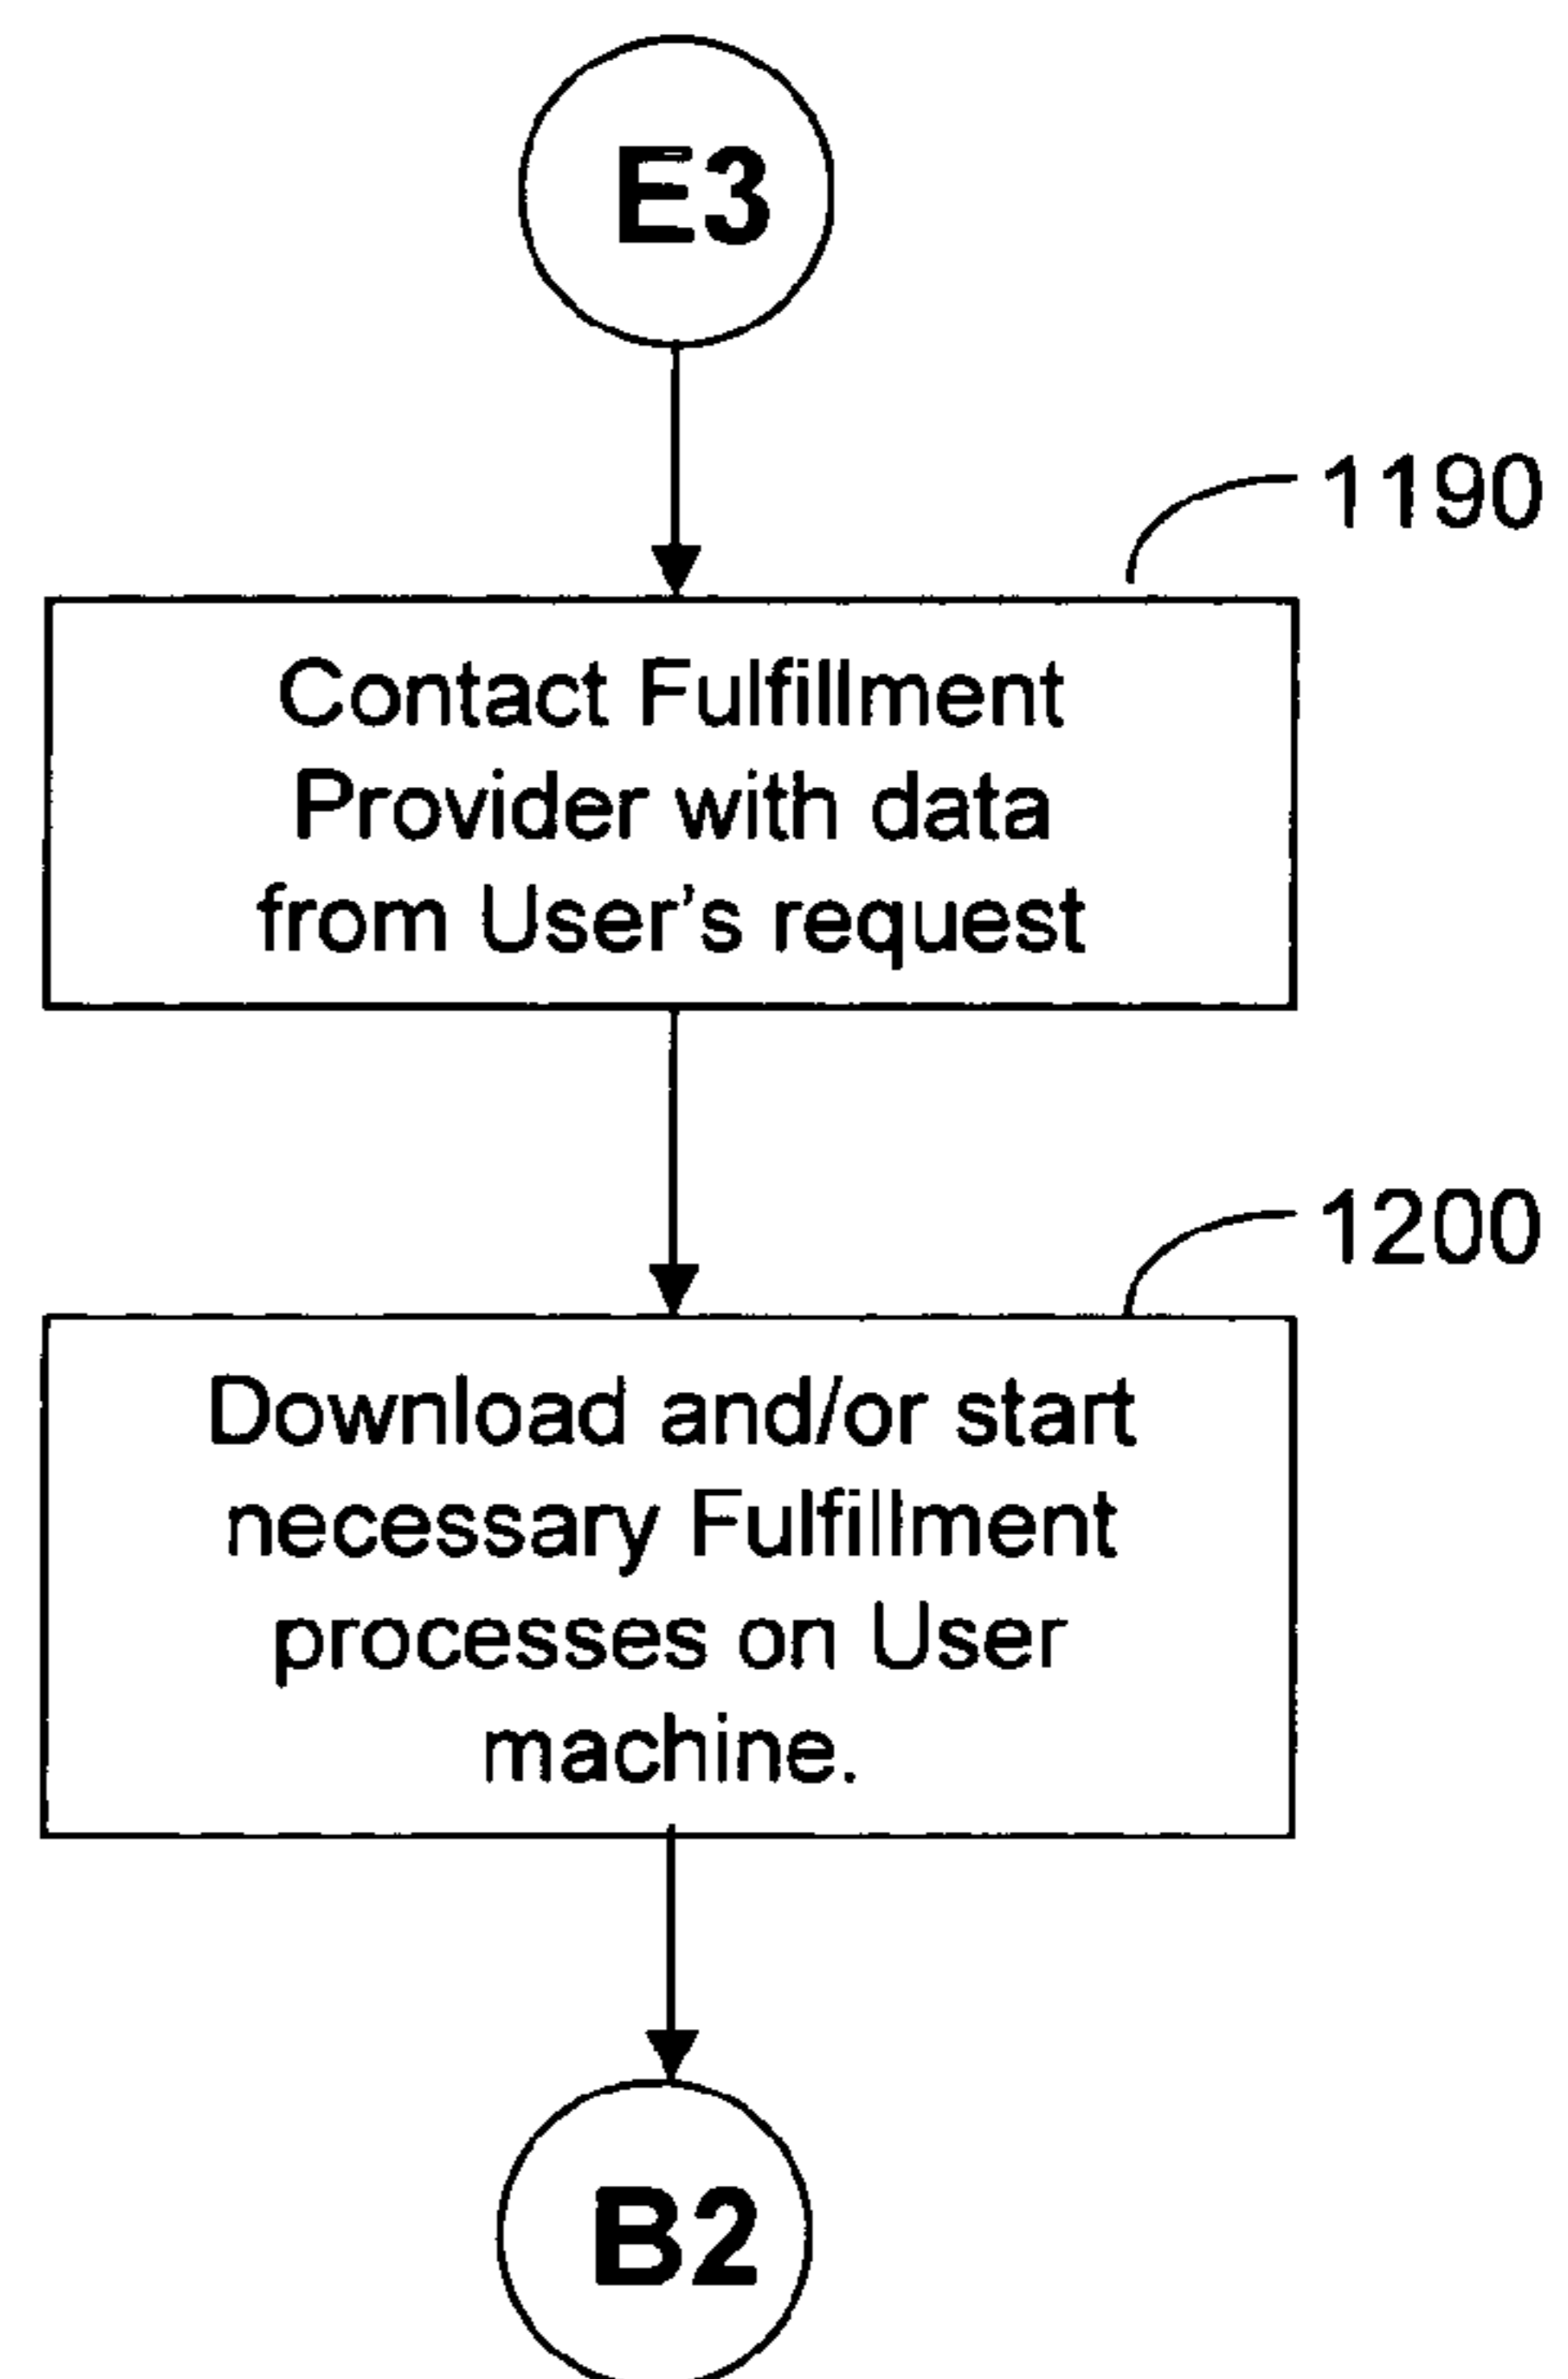 E3
1190
Contact Fulfillment
Provider with data
from User's request
1200
Download and/or start
necessary Fulfillment
processes on User
machine.
B2